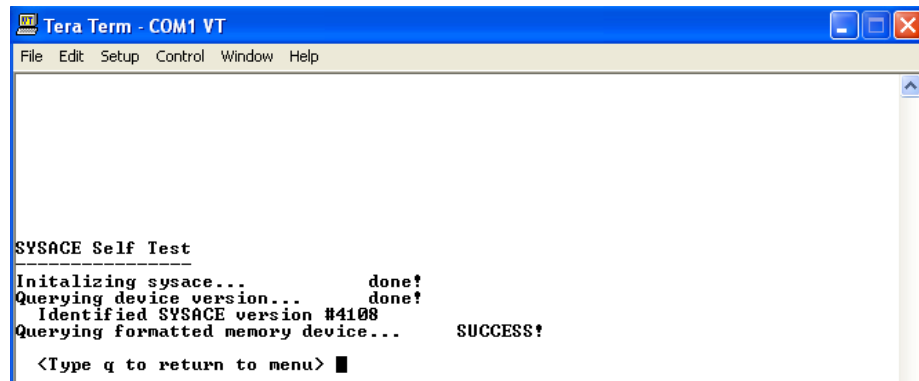 Tera Term - COM1 VT
File Edit Setup Control Window Help
SYSACE Self Test
----------------
Initalizing sysace... done!
Querying device version... done!
Identified SYSACE version #4108
Querying formatted memory device... SUCCESS!
<Type q to return to menu>